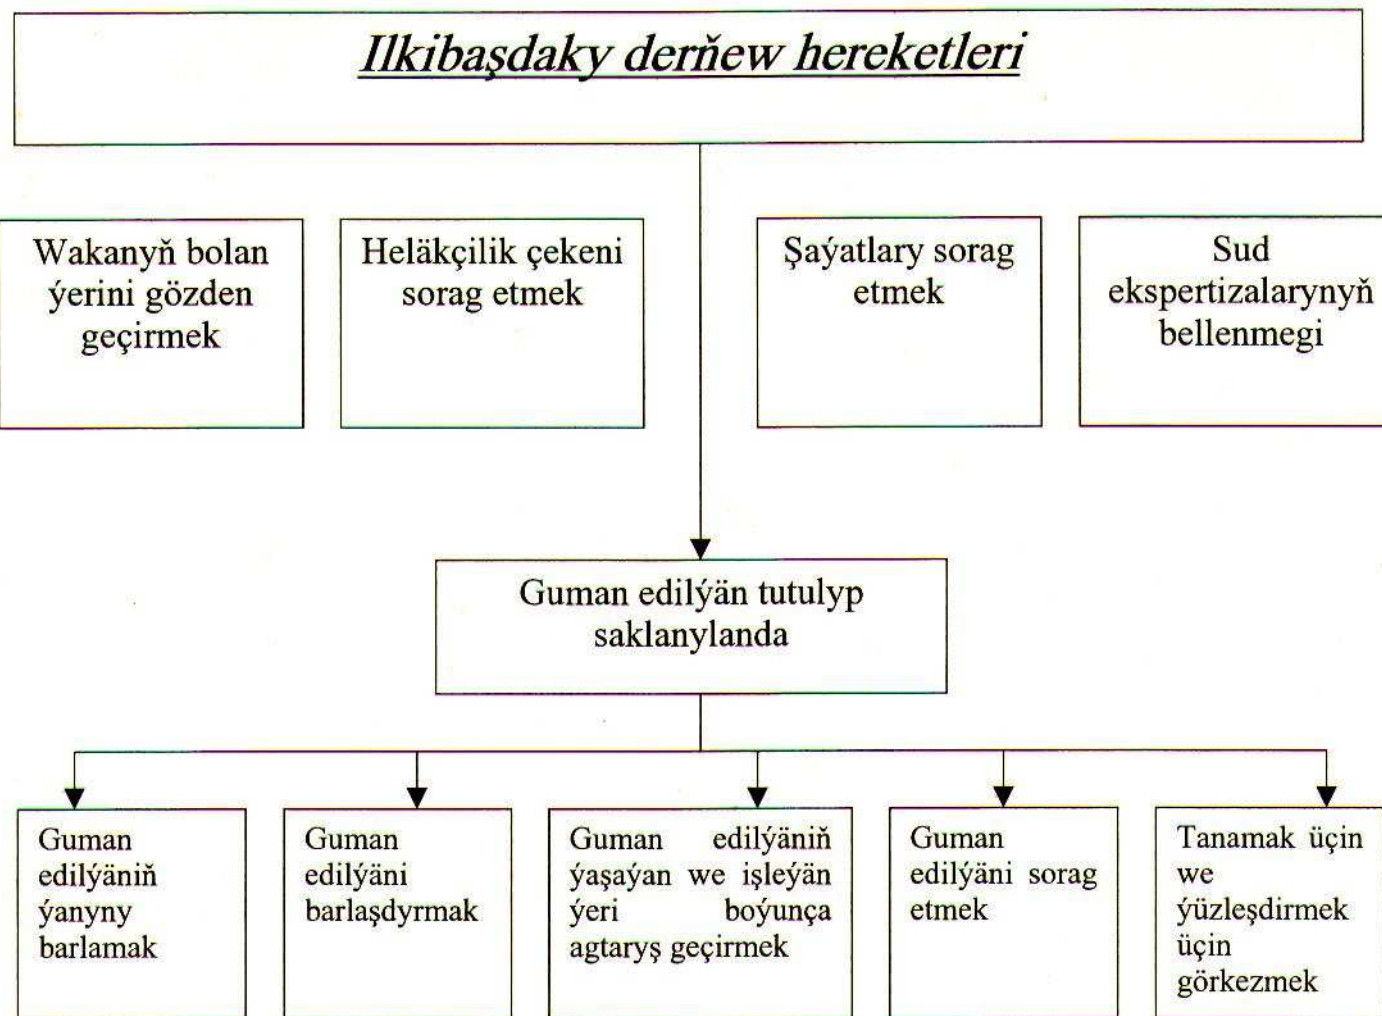 Ilkibaşdaky derňew hereketleri
Wakanyň bolan
ýerini gözden
geçirmek
Heläkçilik çekeni
sorag etmek
Şaýatlary sorag
etmek
Sud
ekspertizalarynyň
bellenmegi
Guman edilýän tutulyp
saklanylanda
Guman
edilýäniň
ýanyny
barlamak
Guman
edilýäni
barlaşdyrmak
Guman edilýäniň
ýaşaýan we işleýän
ýeri boýunça
agtaryş geçirmek
Guman
edilýäni sorag
etmek
Tanamak üçin
we
ýüzleşdirmek
üçin
görkezmek